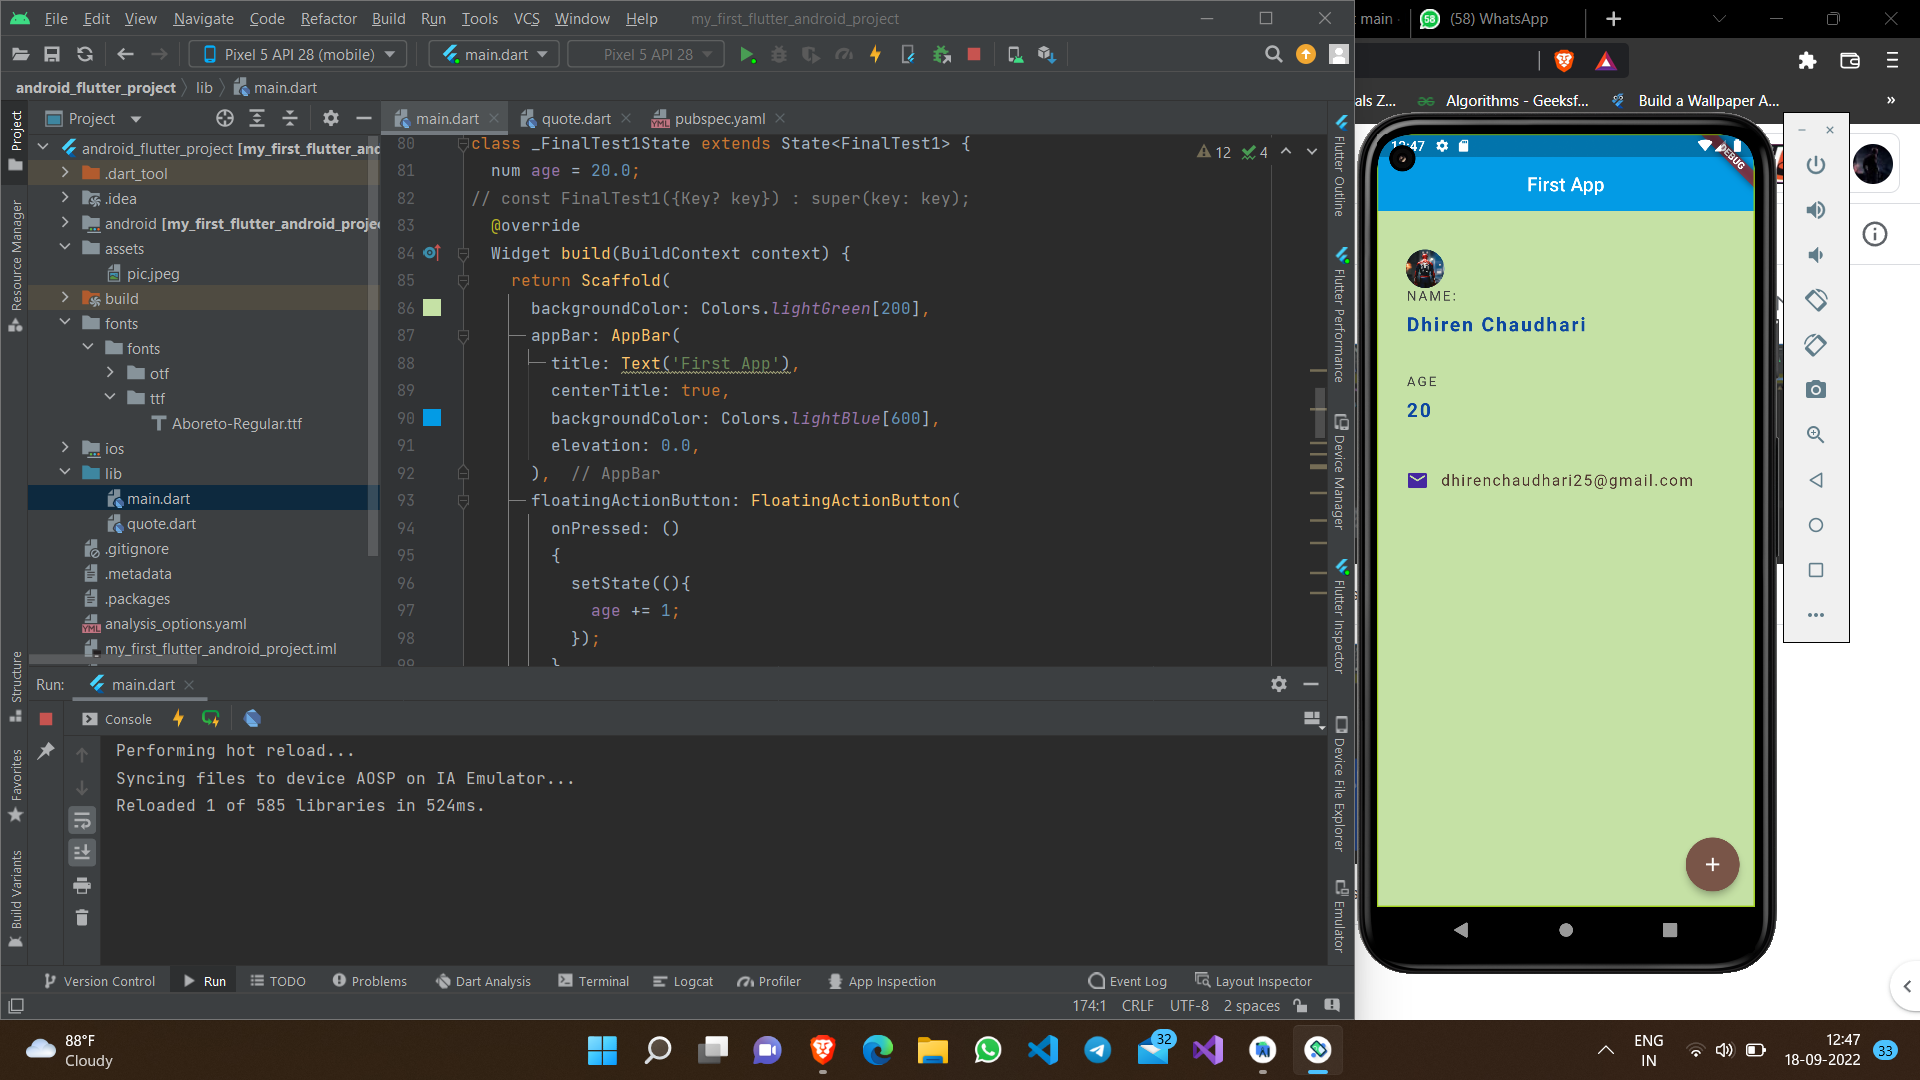 File Edit View Navigate Code Refactor Build Run Tools VCS Window Help my_first_flutter_android_project
Pixel 5 API 28 (mobile) main.dart Pixel 5 API 28
android_flutter_project lib main.dart
Project
main.dart quote.dart pubspec.yaml
android_flutter_project [my_first_flutter_and
.dart_tool
.idea
android [my_first_flutter_android_proje
assets
pic.jpeg
build
fonts
fonts
otf
ttf
Aboreto-Regular.ttf
ios
lib
main.dart
quote.dart
.gitignore
.metadata
.packages
analysis_options.yaml
my_first_flutter_android_project.iml
Project
Resource Manager
Structure
Favorites
Build Variants
12 4
80 class _FinalTest1State extends State<FinalTest1> {
81 num age = 20.0;
82 // const FinalTest1({Key? key}) : super(key: key);
83 @override
84 Widget build(BuildContext context) {
85 return Scaffold(
86 backgroundColor: Colors.lightGreen[200],
87 appBar: AppBar(
88 title: Text('First App'),
89 centerTitle: true,
90 backgroundColor: Colors.lightBlue[600],
91 elevation: 0.0,
92 ), // AppBar
93 floatingActionButton: FloatingActionButton(
94 onPressed: ()
95 {
96 setState((){
97 age += 1;
98 });
99 }
Flutter Outline
Flutter Performance
Device Manager
Flutter Inspector
Device File Explorer
Emulator
Run: main.dart
Console
Performing hot reload...
Syncing files to device AOSP on IA Emulator...
Reloaded 1 of 585 libraries in 524ms.
Version Control Run TODO Problems Dart Analysis Terminal Logcat Profiler App Inspection Event Log Layout Inspector
174:1 CRLF UTF-8 2 spaces
main (58) WhatsApp
als Z... Algorithms - Geeksf... Build a Wallpaper A... »
12:47
DEBUG
First App
NAME:
Dhiren Chaudhari
AGE
20
dhirenchaudhari25@gmail.com
88°F
Cloudy
32
ENG
IN
12:47
18-09-2022
33